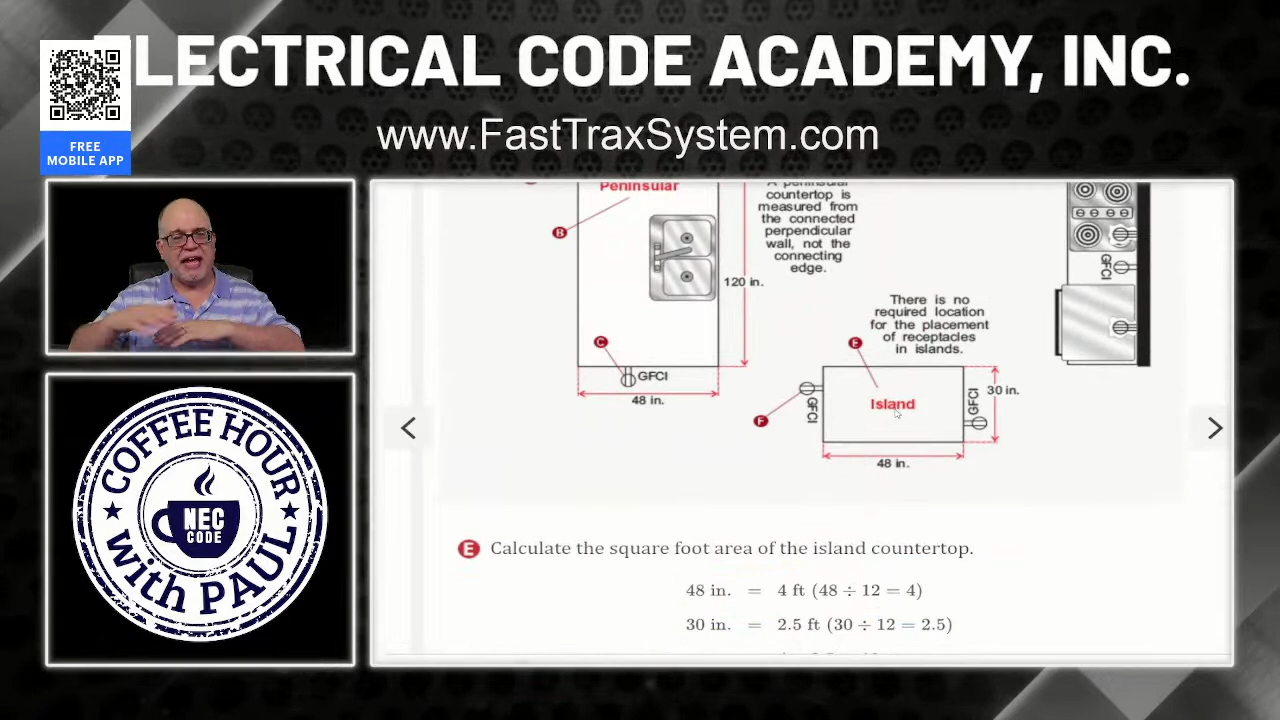 ELECTRICAL CODE ACADEMY, INC.
www.FastTraxSystem.com
FREE
MOBILE APP
COFFEE HOUR
NEC
CODE
with PAUL
Peninsular
A peninsular
countertop is
measured from
the connected
perpendicular
wall, not the
connecting
edge.
B
120 in.
C
GFCI
48 in.
There is no
required location
for the placement
of receptacles
in islands.
E
Island
F
GFCI
GFCI
30 in.
48 in.
GFCI
E Calculate the square foot area of the island countertop.
48 in. = 4 ft (48 ÷ 12 = 4)
30 in. = 2.5 ft (30 ÷ 12 = 2.5)